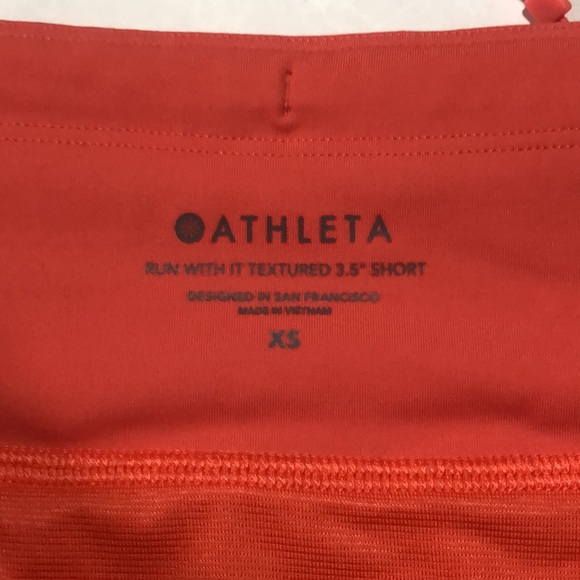 ATHLETA
RUN WITH IT TEXTURED 3.5" SHORT
DESIGNED IN SAN FRANCISCO
MADE IN VIETNAM
XS